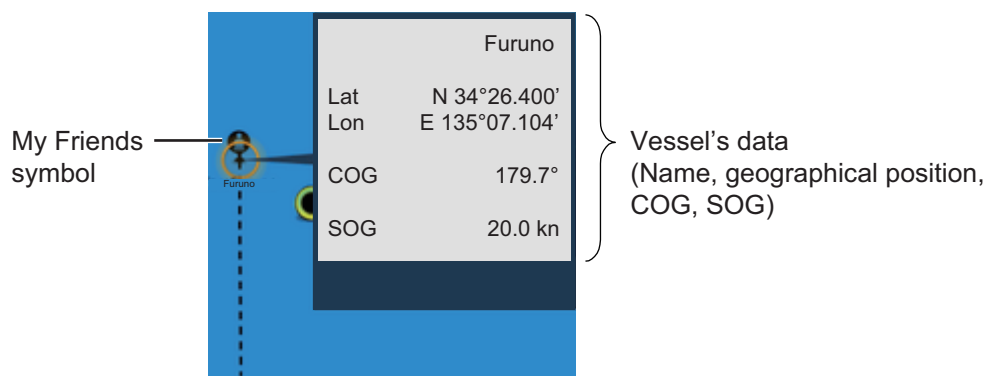 Furuno
Lat N 34°26.400’
Lon E 135°07.104’
COG 179.7°
SOG 20.0 kn
My Friends
symbol
Furuno
Vessel’s data
(Name, geographical position,
COG, SOG)